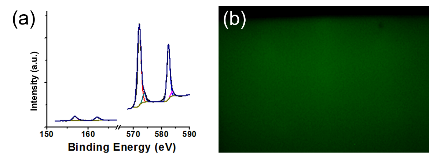 (a)
(b)
Intensity (a.u.)
150 160 570 580 590
Binding Energy (eV)